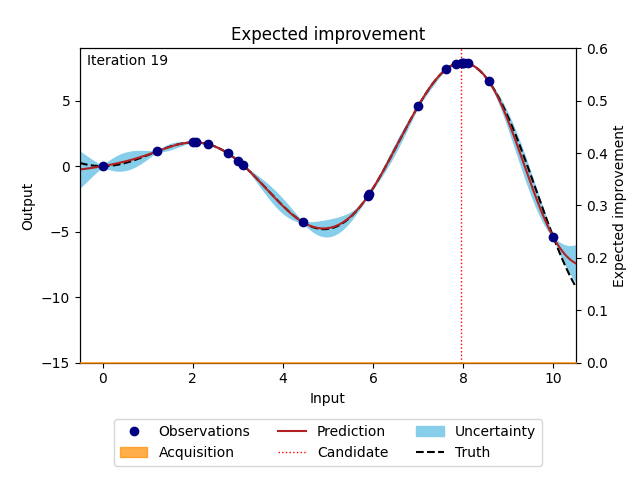 Expected improvement
Iteration 19
5
0
−5
−10
−15
Output
0.6
0.5
0.4
0.3
0.2
0.1
0.0
Expected improvement
0 2 4 6 8 10
Input
Observations Prediction Uncertainty
Acquisition Candidate Truth